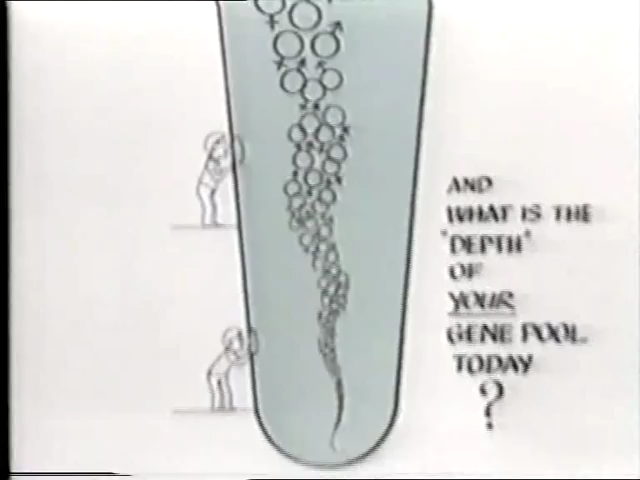 AND
WHAT IS THE
"DEPTH"
OF
YOUR
GENE POOL
TODAY
?